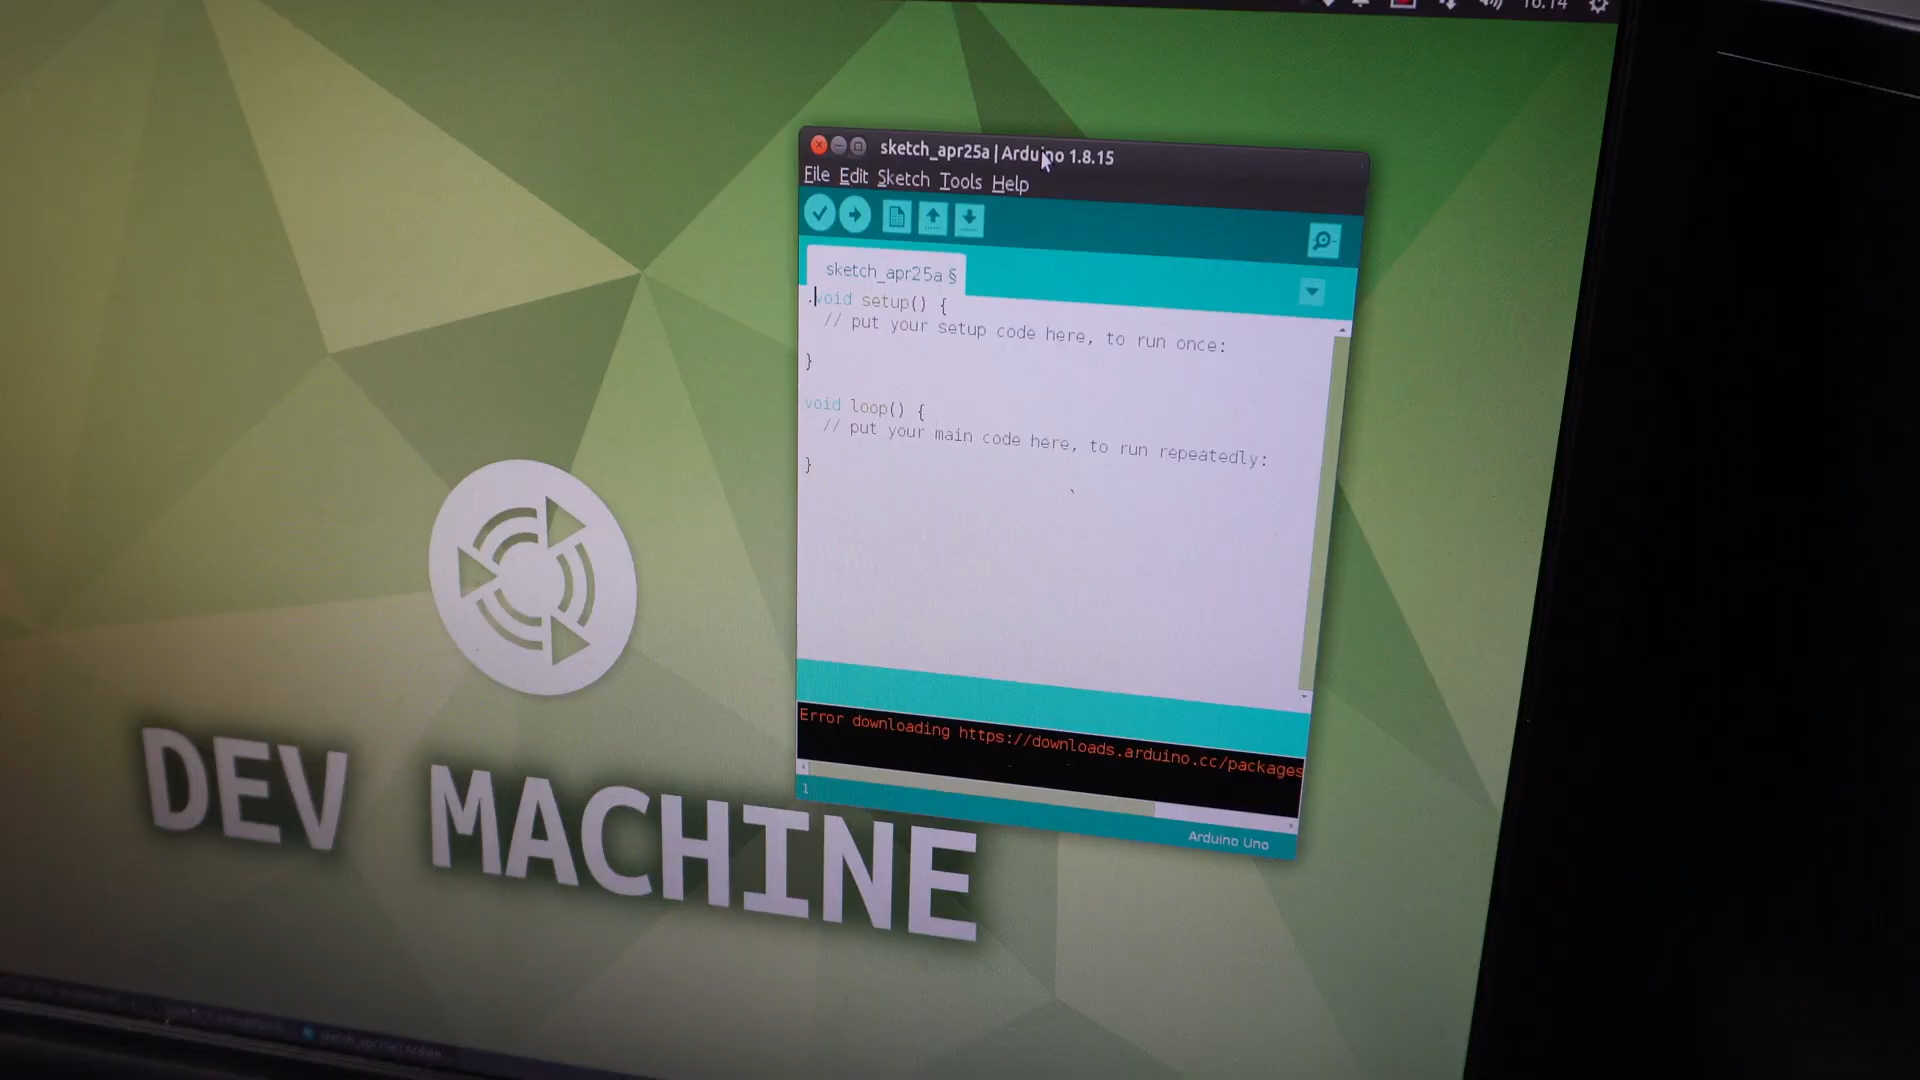 16:14
sketch_apr25a | Arduino 1.8.15
File Edit Sketch Tools Help
sketch_apr25a §
.void setup() {
// put your setup code here, to run once:
}
void loop() {
// put your main code here, to run repeatedly:
}
Error downloading https://downloads.arduino.cc/packages
1
Arduino Uno
DEV MACHINE